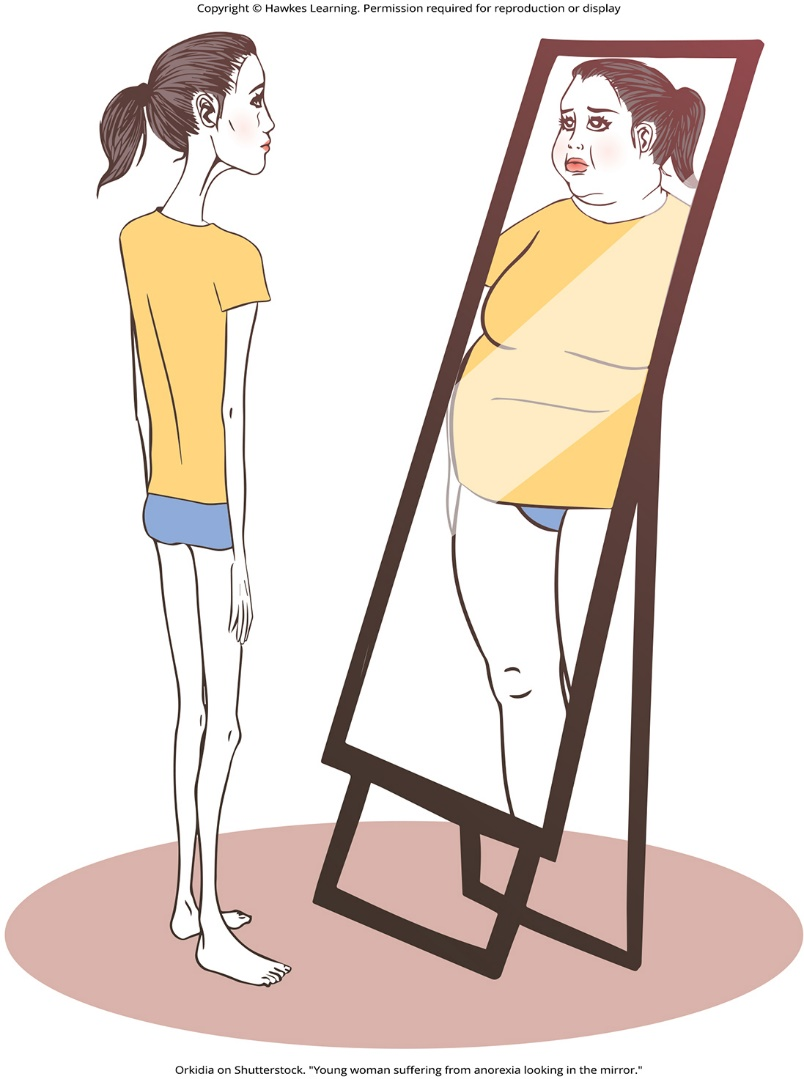 Copyright © Hawkes Learning. Permission required for reproduction or display
Orkidia on Shutterstock. "Young woman suffering from anorexia looking in the mirror."